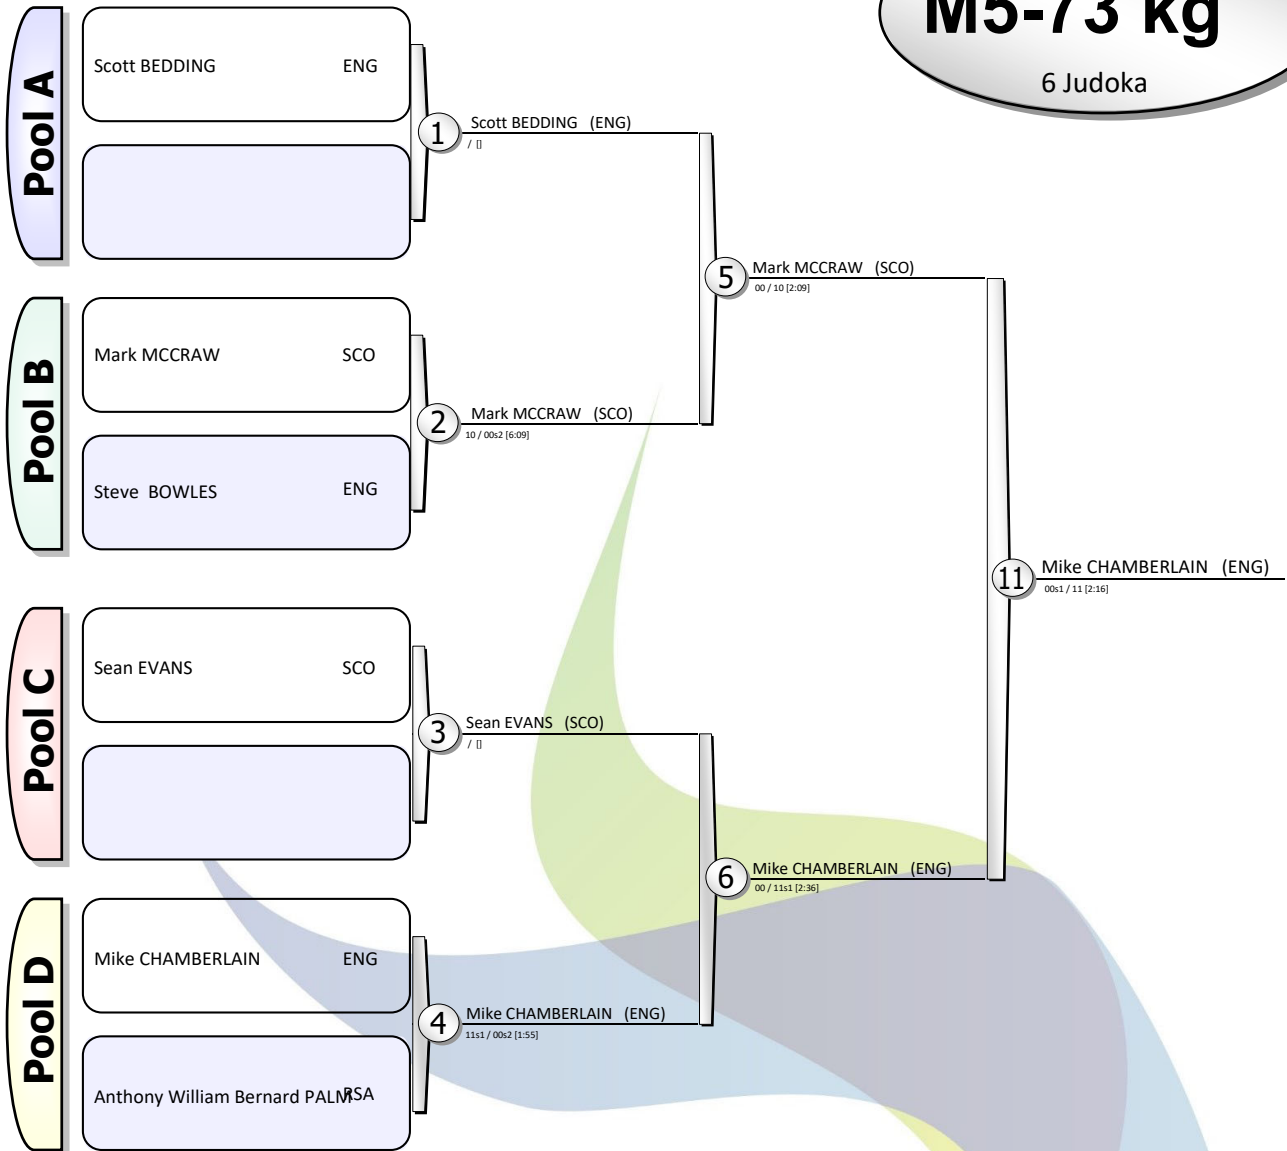 M5-73 kg
6 Judoka
Pool A
Scott BEDDING ENG
1
Scott BEDDING (ENG)
/ []
5
Mark MCCRAW (SCO)
00 / 10 [2:09]
Pool B
Mark MCCRAW SCO
2
Mark MCCRAW (SCO)
10 / 00s2 [6:09]
Steve BOWLES ENG
11
Mike CHAMBERLAIN (ENG)
00s1 / 11 [2:16]
Pool C
Sean EVANS SCO
3
Sean EVANS (SCO)
/ []
6
Mike CHAMBERLAIN (ENG)
00 / 11s1 [2:36]
Pool D
Mike CHAMBERLAIN ENG
4
Mike CHAMBERLAIN (ENG)
11s1 / 00s2 [1:55]
Anthony William Bernard PALM RSA